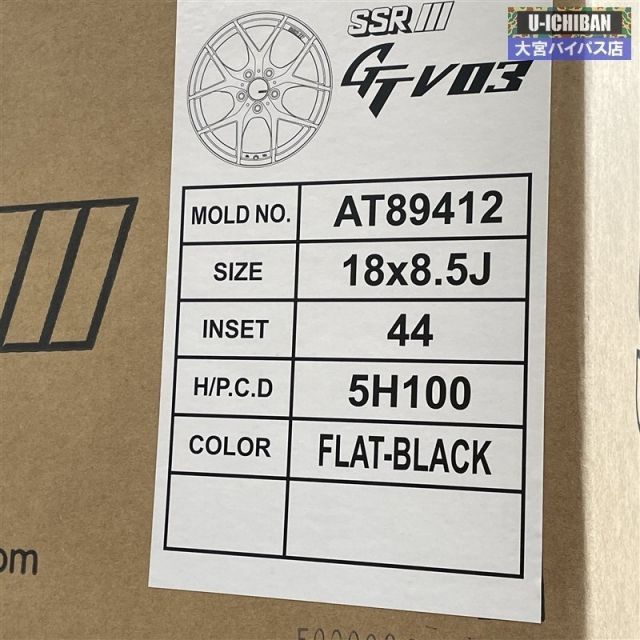 U-ICHIBAN
大宮バイパス店
SSR
GTV03
MOLD NO. AT89412
SIZE 18x8.5J
INSET 44
H/P.C.D 5H100
COLOR FLAT-BLACK
om